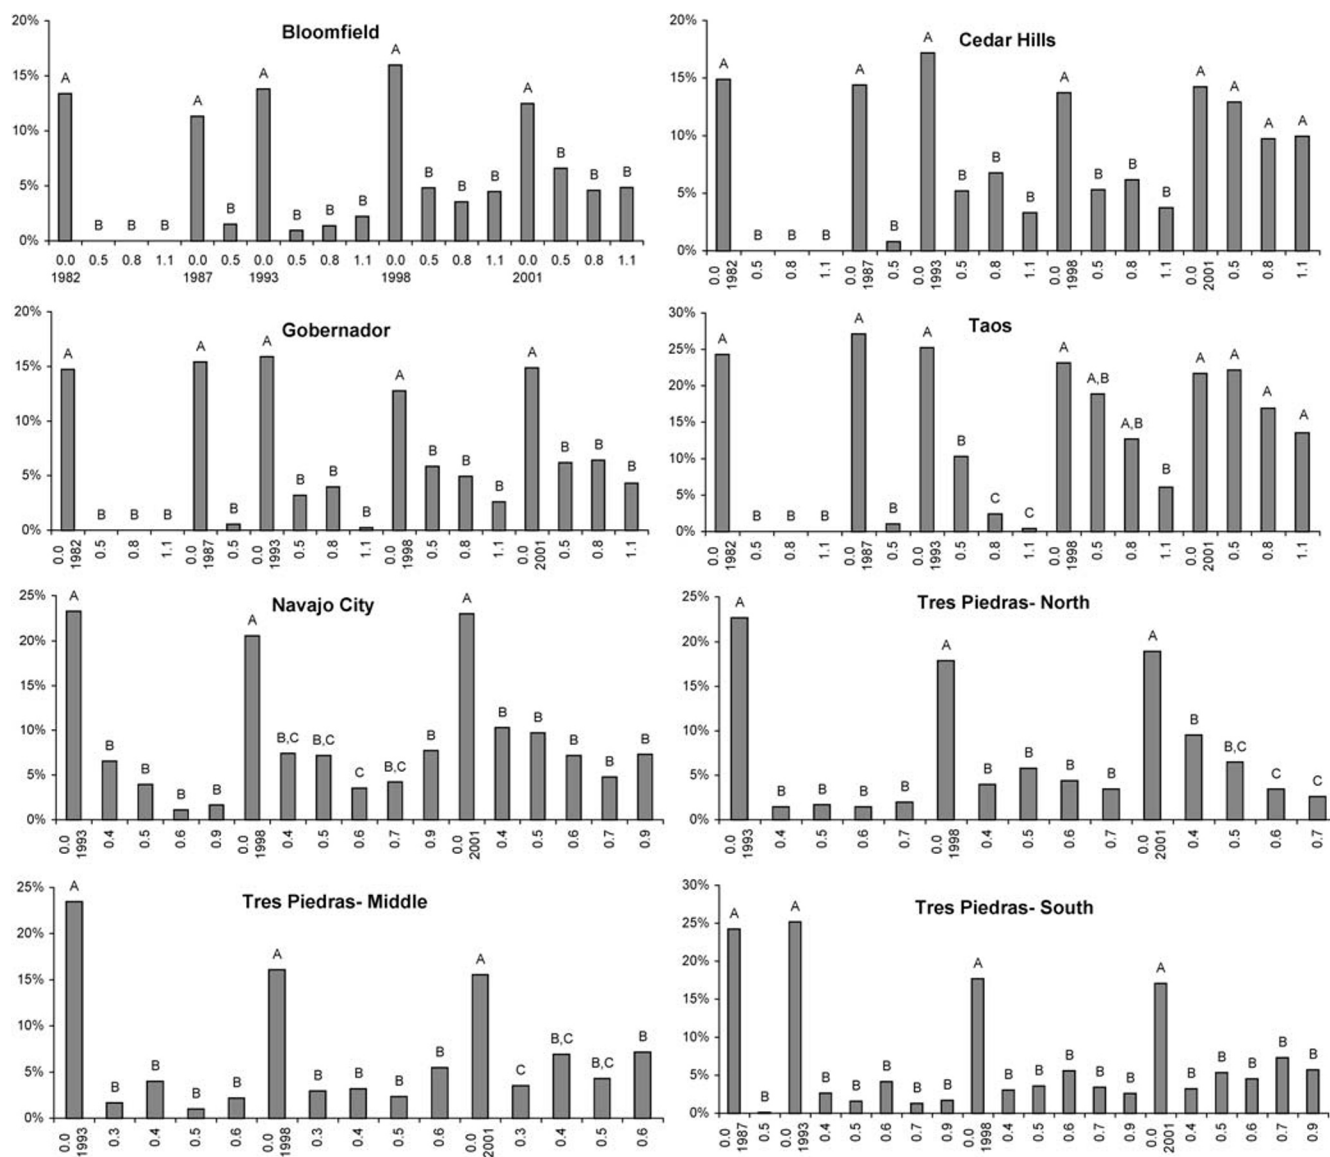 Bloomfield
20%
15%
10%
5%
0%
A B B B A B A B B B A B B B A B B B
0.0 0.5 0.8 1.1 0.0 0.5 0.0 0.5 0.8 1.1 0.0 0.5 0.8 1.1 0.0 0.5 0.8 1.1
1982 1987 1993 1998 2001
Cedar Hills
20%
15%
10%
5%
0%
A B B B A B A B B B A B B B A A A A
0.0 0.5 0.8 1.1 0.0 0.5 0.0 0.5 0.8 1.1 0.0 0.5 0.8 1.1 0.0 0.5 0.8 1.1
1982 1987 1993 1998 2001
Gobernador
20%
15%
10%
5%
0%
A B B B A B A B B B A B B B A B B B
0.0 0.5 0.8 1.1 0.0 0.5 0.0 0.5 0.8 1.1 0.0 0.5 0.8 1.1 0.0 0.5 0.8 1.1
1982 1987 1993 1998 2001
Taos
30%
25%
20%
15%
10%
5%
0%
A B B B A B A B C C A A,B A,B B A A A A
0.0 0.5 0.8 1.1 0.0 0.5 0.0 0.5 0.8 1.1 0.0 0.5 0.8 1.1 0.0 0.5 0.8 1.1
1982 1987 1993 1998 2001
Navajo City
25%
20%
15%
10%
5%
0%
A B B B B A B,C B,C C B,C B A B B B B B
0.0 0.4 0.5 0.6 0.9 0.0 0.4 0.5 0.6 0.7 0.9 0.0 0.4 0.5 0.6 0.7 0.9
1993 1998 2001
Tres Piedras- North
25%
20%
15%
10%
5%
0%
A B B B B A B B B B A B B,C C C
0.0 0.4 0.5 0.6 0.7 0.0 0.4 0.5 0.6 0.7 0.0 0.4 0.5 0.6 0.7
1993 1998 2001
Tres Piedras- Middle
25%
20%
15%
10%
5%
0%
A B B B B A B B B B A C B,C B,C B
0.0 0.3 0.4 0.5 0.6 0.0 0.3 0.4 0.5 0.6 0.0 0.3 0.4 0.5 0.6
1993 1998 2001
Tres Piedras- South
30%
25%
20%
15%
10%
5%
0%
A B A B B B B B A B B B B B A B B B B B
0.0 0.5 0.0 0.4 0.5 0.6 0.7 0.9 0.0 0.4 0.5 0.6 0.7 0.9 0.0 0.4 0.5 0.6 0.7 0.9
1987 1993 1998 2001